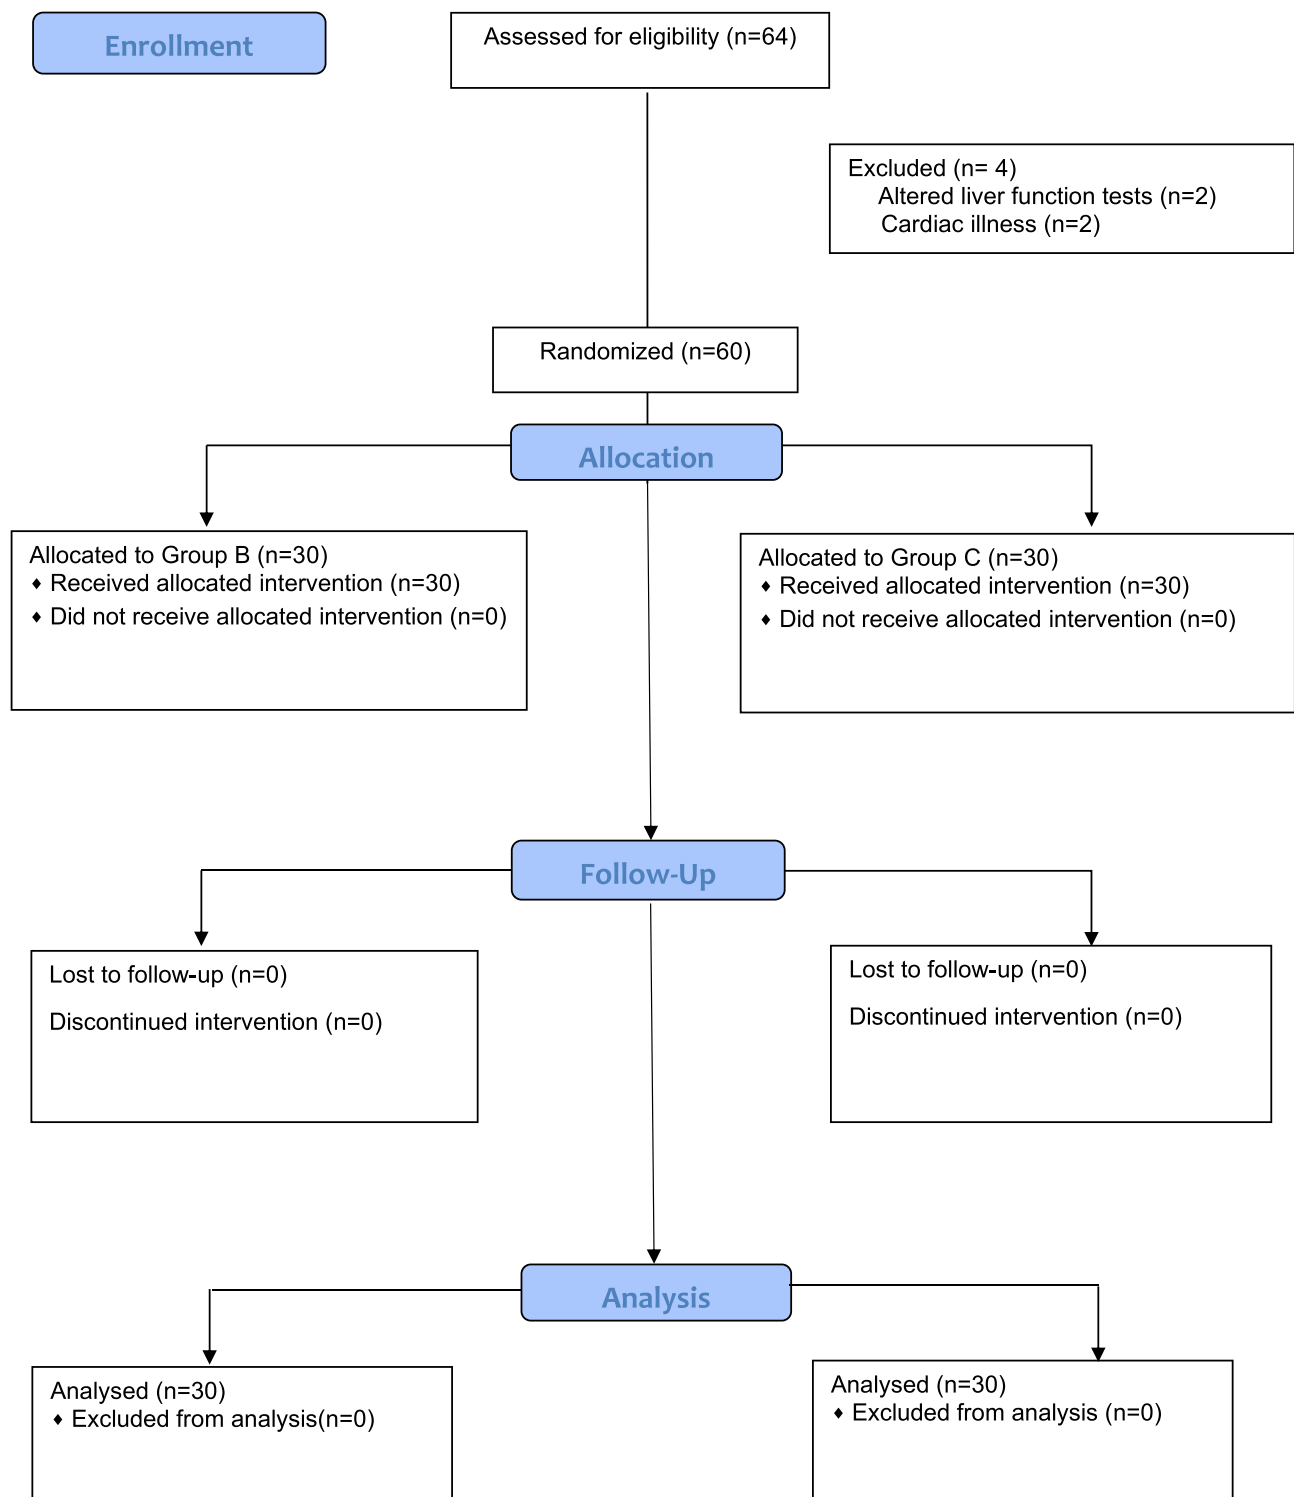 Enrollment
Assessed for eligibility (n=64)
Excluded (n= 4)
Altered liver function tests (n=2)
Cardiac illness (n=2)
Randomized (n=60)
Allocation
Allocated to Group B (n=30)
♦ Received allocated intervention (n=30)
♦ Did not receive allocated intervention (n=0)
Allocated to Group C (n=30)
♦ Received allocated intervention (n=30)
♦ Did not receive allocated intervention (n=0)
Follow-Up
Lost to follow-up (n=0)
Discontinued intervention (n=0)
Lost to follow-up (n=0)
Discontinued intervention (n=0)
Analysis
Analysed (n=30)
♦ Excluded from analysis(n=0)
Analysed (n=30)
♦ Excluded from analysis (n=0)